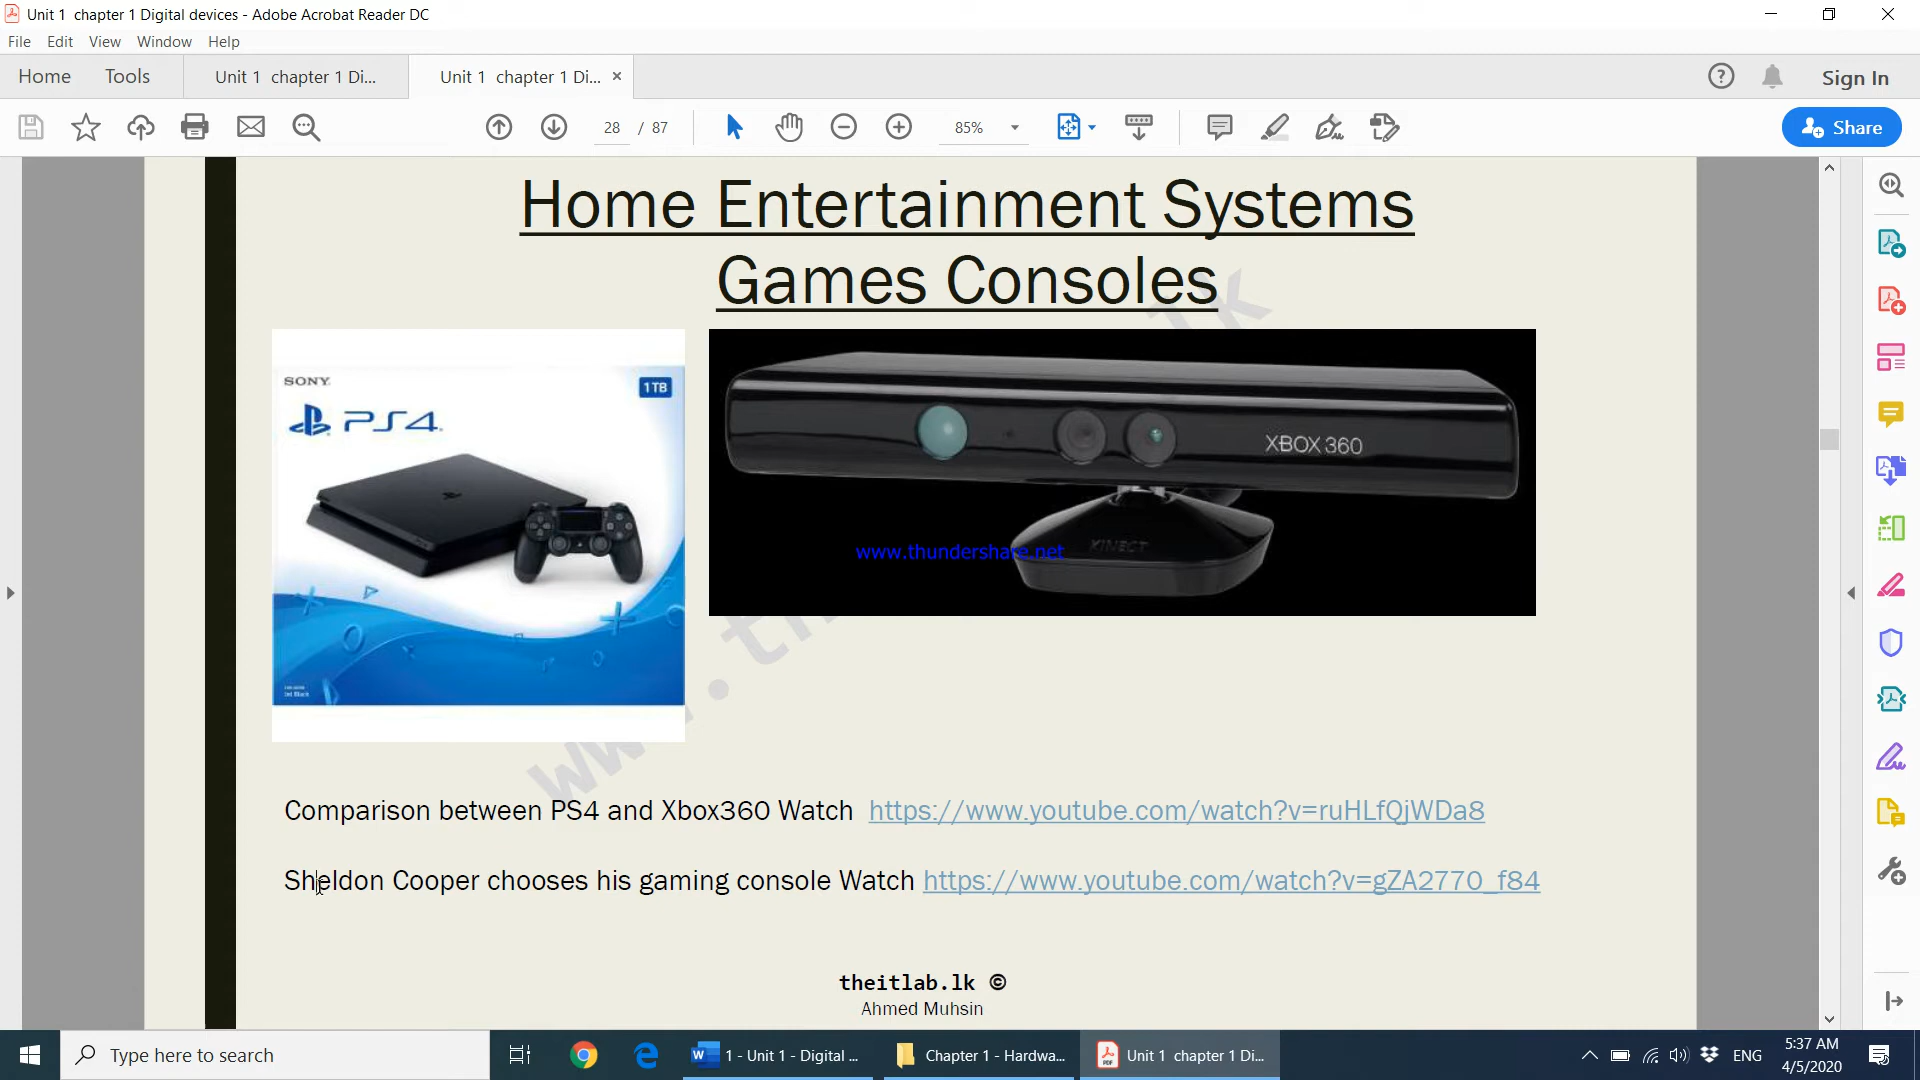 Unit 1 chapter 1 Digital devices - Adobe Acrobat Reader DC
File Edit View Window Help
Home Tools Unit 1 chapter 1 Di... Unit 1 chapter 1 Di... × Sign In
28 / 87 85% Share
Home Entertainment Systems
Games Consoles
SONY 1TB
PS4
XBOX 360
KINECT
www.thundershare.net
Jet Black
Comparison between PS4 and Xbox360 Watch https://www.youtube.com/watch?v=ruHLfQjWDa8
Sheldon Cooper chooses his gaming console Watch https://www.youtube.com/watch?v=gZA2770_f84
theitlab.lk ©
Ahmed Muhsin
Type here to search 1 - Unit 1 - Digital ... Chapter 1 - Hardwa... Unit 1 chapter 1 Di... ENG 5:37 AM
4/5/2020